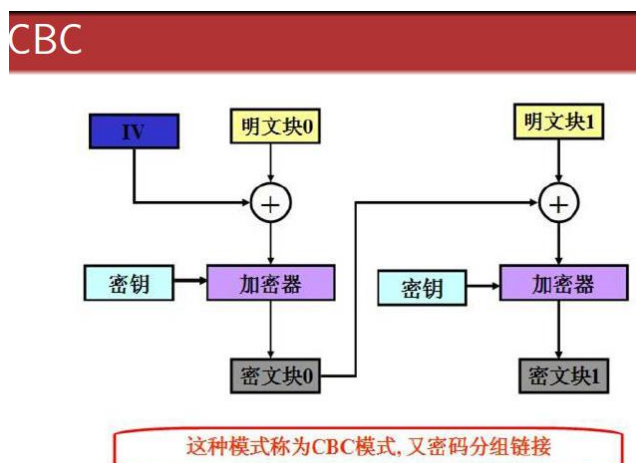 CBC
IV
明文块0
明文块1
+
+
密钥
加密器
密钥
加密器
密文块0
密文块1
这种模式称为CBC模式, 又密码分组链接